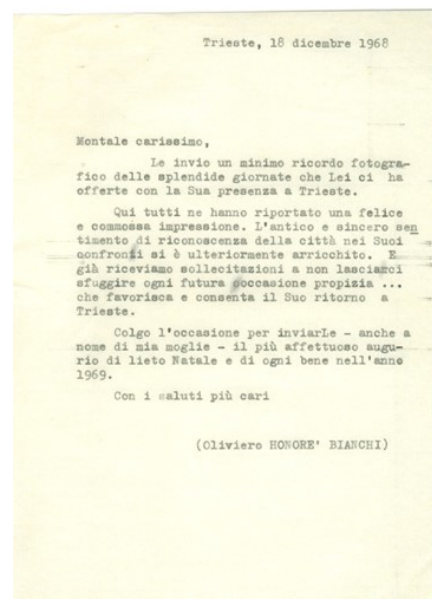 Trieste, 18 dicembre 1968
Montale carissimo,
Le invio un minimo ricordo fotogra-
fico delle splendide giornate che Lei ci ha
offerte con la Sua presenza a Trieste.
Qui tutti ne hanno riportato una felice
e commossa impressione. L'antico e sincero sen
timento di riconoscenza della città nei Suoi
confronti si è ulteriormente arricchito. E
già riceviamo sollecitazioni a non lasciarci
sfuggire ogni futura occasione propizia ...
che favorisca e consenta il Suo ritorno a
Trieste.
Colgo l'occasione per inviarLe - anche a
nome di mia moglie - il più affettuoso augu-
rio di lieto Natale e di ogni bene nell'anno
1969.
Con i saluti più cari
(Oliviero HONORE' BIANCHI)